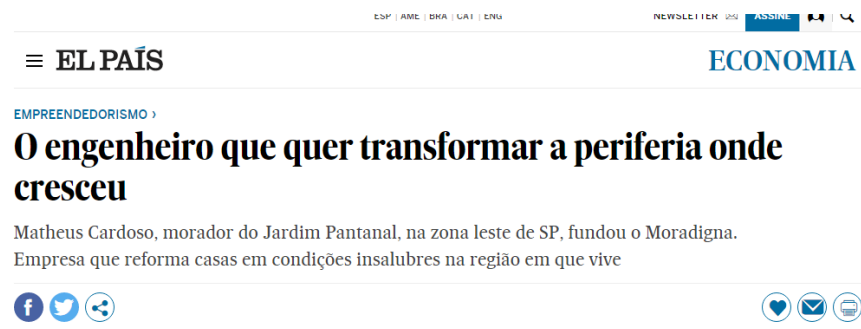 ESP | AME | BRA | CAT | ENG NEWSLETTER ASSINE
EL PAÍS ECONOMIA
EMPREENDEDORISMO ›
O engenheiro que quer transformar a periferia onde
cresceu
Matheus Cardoso, morador do Jardim Pantanal, na zona leste de SP, fundou o Moradigna.
Empresa que reforma casas em condições insalubres na região em que vive